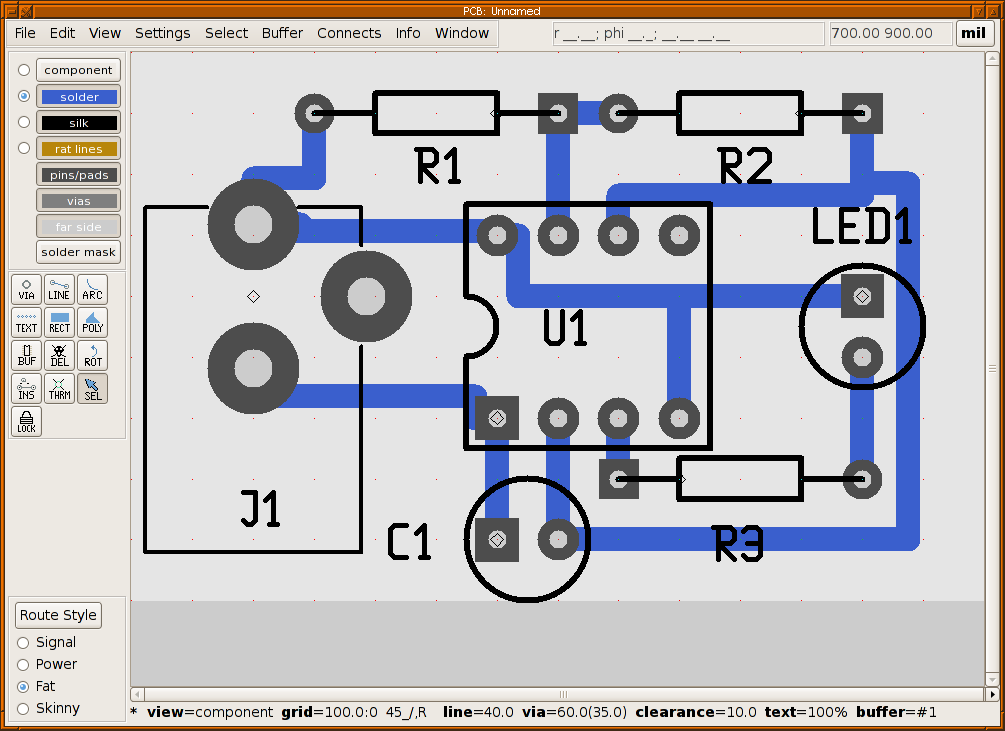 PCB: Unnamed
File Edit View Settings Select Buffer Connects Info Window
r __.__; phi __._; __.__ __.__
700.00 900.00
mil
component
solder
silk
rat lines
pins/pads
vias
far side
solder mask
VIA LINE ARC
TEXT RECT POLY
BUF DEL ROT
INS THRM SEL
LOCK
R1
R2
LED1
U1
J1
C1
R3
Route Style
Signal
Power
Fat
Skinny
* view=component grid=100.0:0 45_/,R line=40.0 via=60.0(35.0) clearance=10.0 text=100% buffer=#1